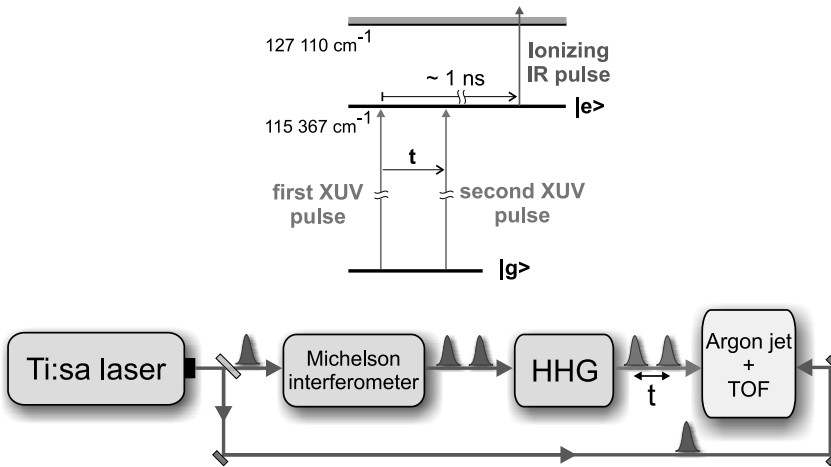 127 110 cm-1
Ionizing
IR pulse
~ 1 ns
|e>
115 367 cm-1
t
first XUV
pulse
second XUV
pulse
|g>
Ti:sa laser
Michelson
interferometer
HHG
t
Argon jet
+
TOF